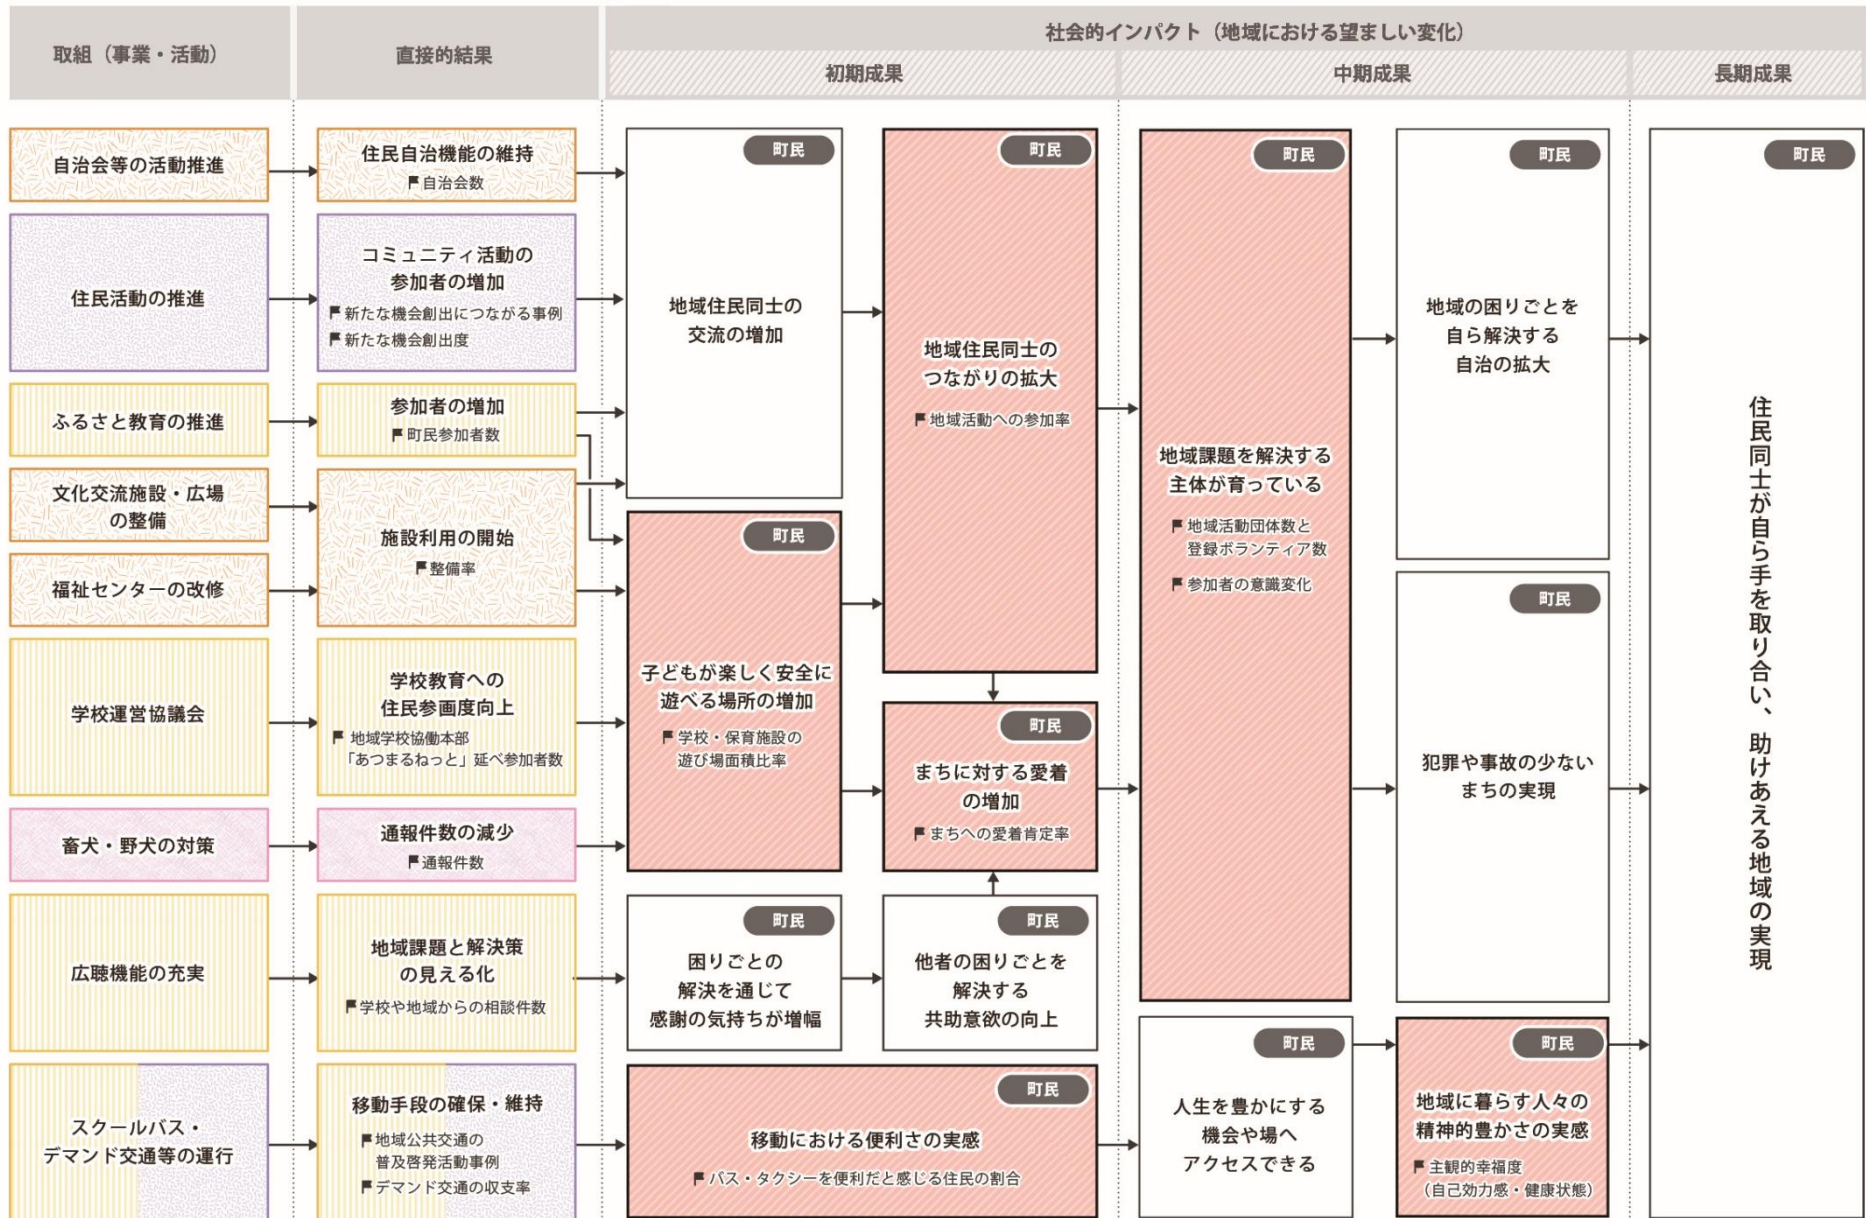 取組（事業・活動）
直接的結果
社会的インパクト（地域における望ましい変化）
初期成果
中期成果
長期成果
自治会等の活動推進
住民活動の推進
ふるさと教育の推進
文化交流施設・広場
の整備
福祉センターの改修
学校運営協議会
畜犬・野犬の対策
広聴機能の充実
スクールバス・
デマンド交通等の運行
住民自治機能の維持
自治会数
コミュニティ活動の
参加者の増加
新たな機会創出につながる事例
新たな機会創出度
参加者の増加
町民参加者数
施設利用の開始
整備率
学校教育への
住民参画度向上
地域学校協働本部
「あつまるねっと」延べ参加者数
通報件数の減少
通報件数
地域課題と解決策
の見える化
学校や地域からの相談件数
移動手段の確保・維持
地域公共交通の
普及啓発活動事例
デマンド交通の収支率
町民
地域住民同士の
交流の増加
町民
子どもが楽しく安全に
遊べる場所の増加
学校・保育施設の
遊び場面積比率
町民
困りごとの
解決を通じて
感謝の気持ちが増幅
町民
地域住民同士の
つながりの拡大
地域活動への参加率
町民
まちに対する愛着
の増加
まちへの愛着肯定率
町民
他者の困りごとを
解決する
共助意欲の向上
町民
移動における便利さの実感
バス・タクシーを便利だと感じる住民の割合
町民
地域課題を解決する
主体が育っている
地域活動団体数と
登録ボランティア数
参加者の意識変化
町民
人生を豊かにする
機会や場へ
アクセスできる
町民
地域の困りごとを
自ら解決する
自治の拡大
町民
犯罪や事故の少ない
まちの実現
町民
地域に暮らす人々の
精神的豊かさの実感
主観的幸福度
（自己効力感・健康状態）
町民
住民同士が自ら手を取り合い、助けあえる地域の実現